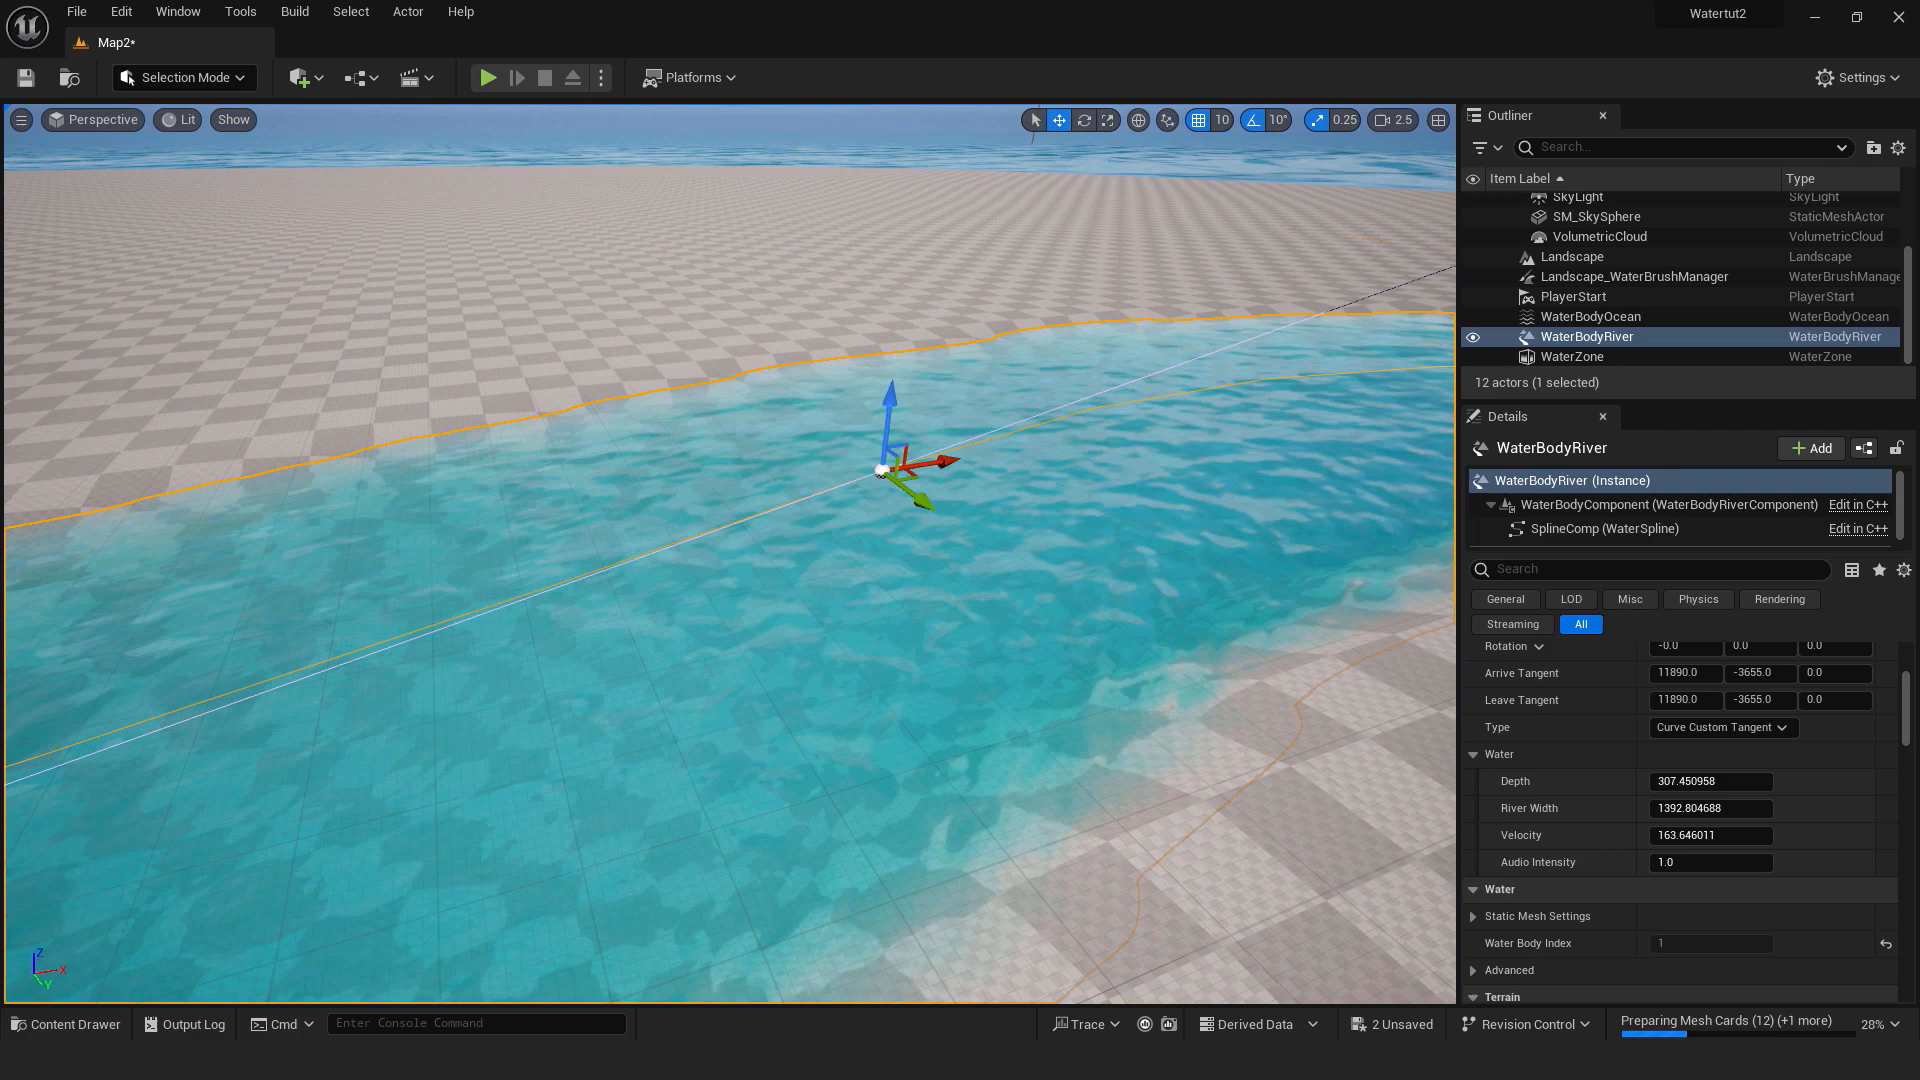 File Edit Window Tools Build Select Actor Help
Watertut2
Map2*
Selection Mode
Platforms
Settings
Perspective Lit Show
10 10° 0.25 2.5
Outliner
Search...
Item Label Type
SkyLight SkyLight
SM_SkySphere StaticMeshActor
VolumetricCloud VolumetricCloud
Landscape Landscape
Landscape_WaterBrushManager WaterBrushManage
PlayerStart PlayerStart
WaterBodyOcean WaterBodyOcean
WaterBodyRiver WaterBodyRiver
WaterZone WaterZone
12 actors (1 selected)
Details
WaterBodyRiver
Add
WaterBodyRiver (Instance)
WaterBodyComponent (WaterBodyRiverComponent) Edit in C++
SplineComp (WaterSpline) Edit in C++
Search
General LOD Misc Physics Rendering
Streaming All
Rotation -0.0 0.0 0.0
Arrive Tangent 11890.0 -3655.0 0.0
Leave Tangent 11890.0 -3655.0 0.0
Type Curve Custom Tangent
Water
Depth 307.450958
River Width 1392.804688
Velocity 163.646011
Audio Intensity 1.0
Water
Static Mesh Settings
Water Body Index 1
Advanced
Terrain
Z
X
Y
Content Drawer Output Log Cmd Enter Console Command Trace Derived Data 2 Unsaved Revision Control Preparing Mesh Cards (12) (+1 more) 28%